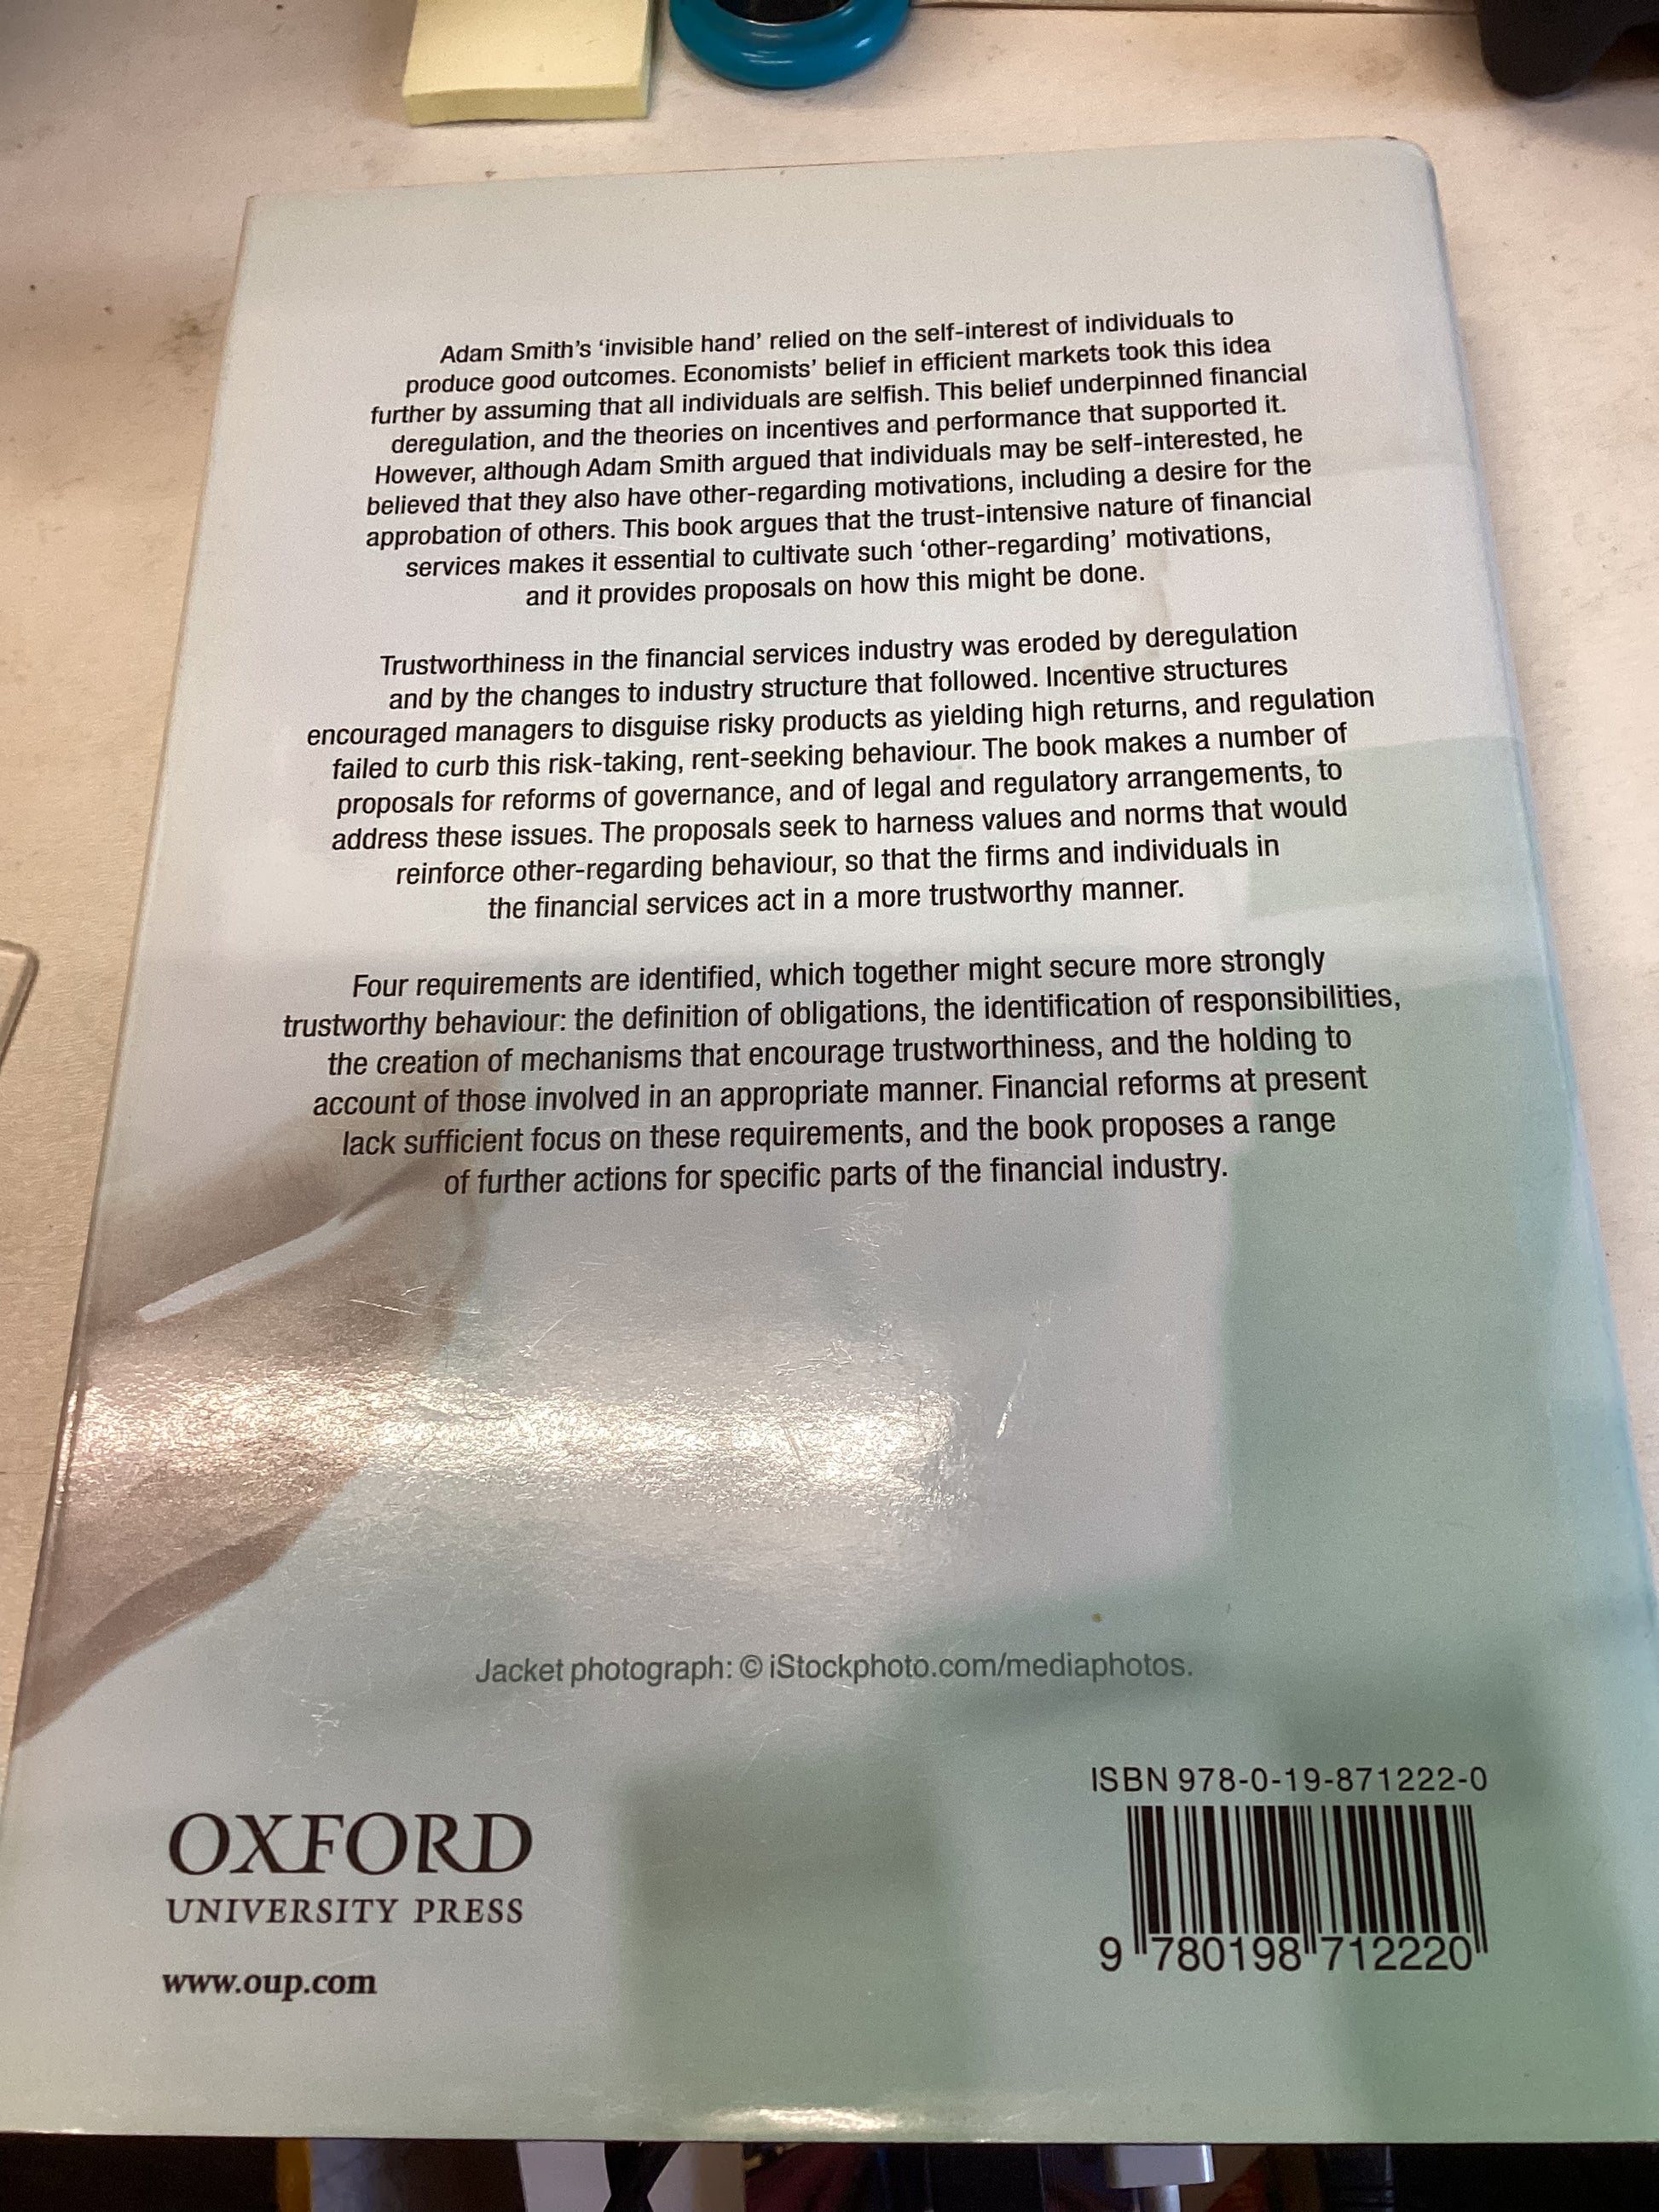 Adam Smith's ‘invisible hand’ relied on the self-interest of individuals to
produce good outcomes. Economists’ belief in efficient markets took this idea
further by assuming that all individuals are selfish. This belief underpinned financial
deregulation, and the theories on incentives and performance that supported it.
However, although Adam Smith argued that individuals may be self-interested, he
believed that they also have other-regarding motivations, including a desire for the
approbation of others. This book argues that the trust-intensive nature of financial
services makes it essential to cultivate such ‘other-regarding’ motivations,
and it provides proposals on how this might be done.
Trustworthiness in the financial services industry was eroded by deregulation
and by the changes to industry structure that followed. Incentive structures
encouraged managers to disguise risky products as yielding high returns, and regulation
failed to curb this risk-taking, rent-seeking behaviour. The book makes a number of
proposals for reforms of governance, and of legal and regulatory arrangements, to
address these issues. The proposals seek to harness values and norms that would
reinforce other-regarding behaviour, so that the firms and individuals in
the financial services act in a more trustworthy manner.
Four requirements are identified, which together might secure more strongly
trustworthy behaviour: the definition of obligations, the identification of responsibilities,
the creation of mechanisms that encourage trustworthiness, and the holding to
account of those involved in an appropriate manner. Financial reforms at present
lack sufficient focus on these requirements, and the book proposes a range
of further actions for specific parts of the financial industry.
Jacket photograph: © iStockphoto.com/mediaphotos.
ISBN 978-0-19-871222-0
OXFORD
UNIVERSITY PRESS
www.oup.com
9 780198 712220